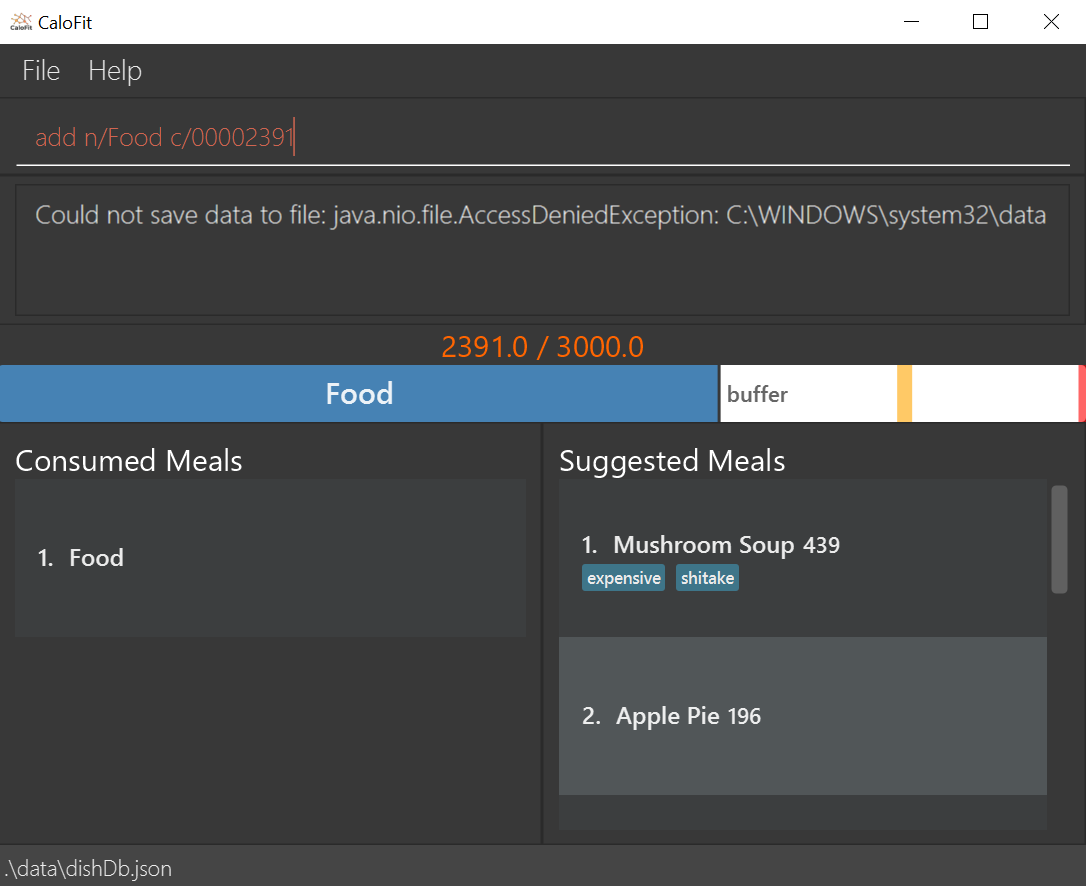 CaloFit CaloFit
File Help
add n/Food c/00002391
Could not save data to file: java.nio.file.AccessDeniedException: C:\WINDOWS\system32\data
2391.0 / 3000.0
Food buffer
Consumed Meals
1. Food
Suggested Meals
1. Mushroom Soup 439
expensive shitake
2. Apple Pie 196
.\data\dishDb.json